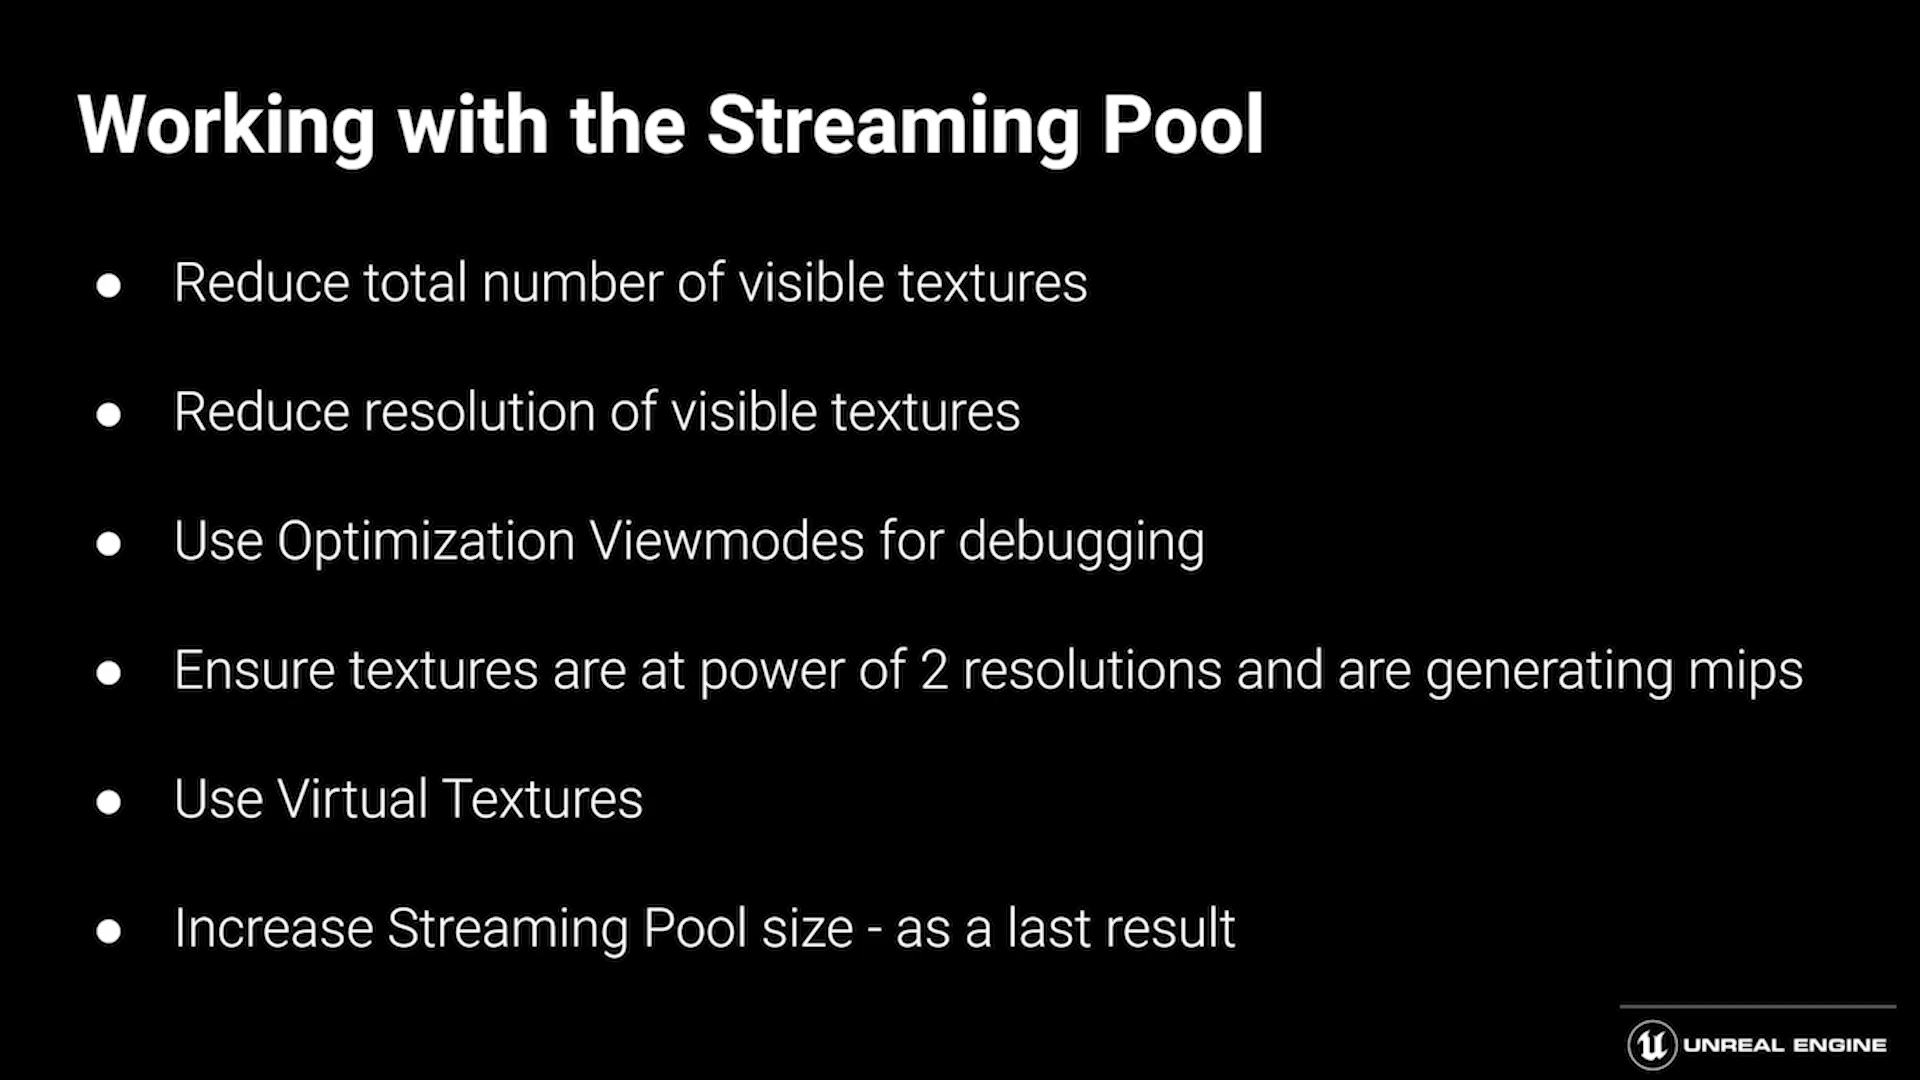 Working with the Streaming Pool
● Reduce total number of visible textures
● Reduce resolution of visible textures
● Use Optimization Viewmodes for debugging
● Ensure textures are at power of 2 resolutions and are generating mips
● Use Virtual Textures
● Increase Streaming Pool size - as a last result
UNREAL ENGINE